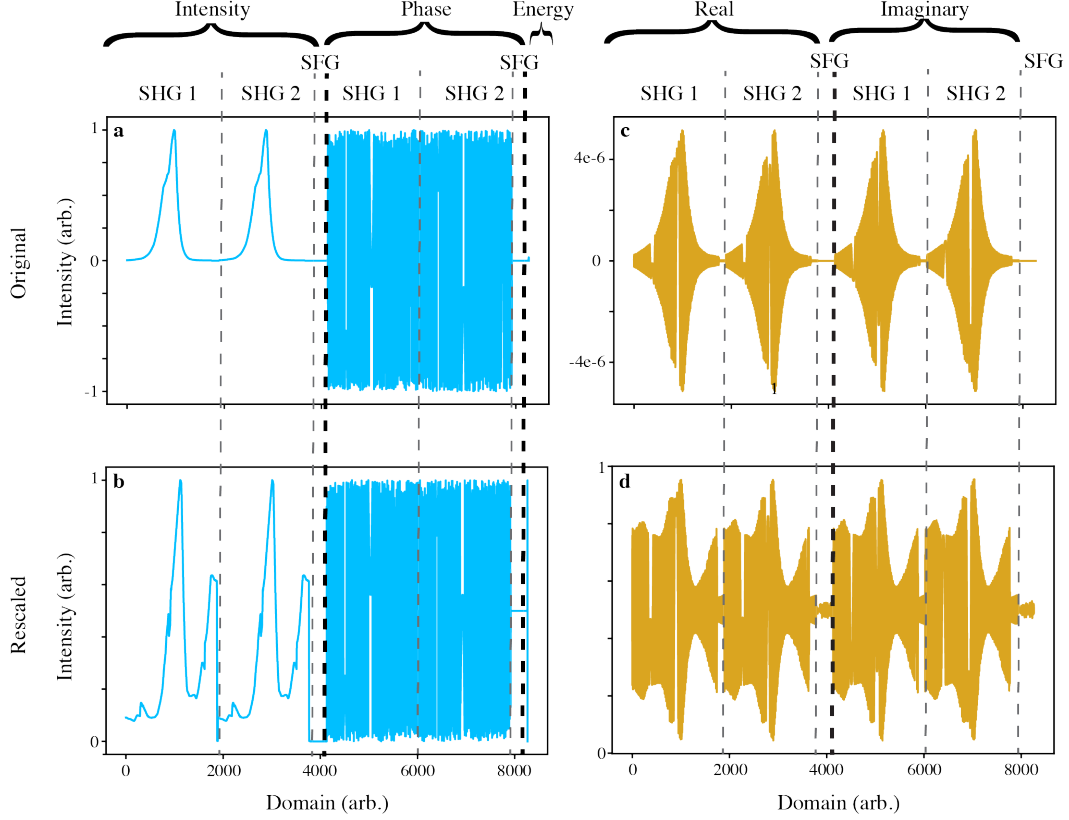 Intensity Phase Energy Real Imaginary
SFG SFG SFG SFG
SHG 1 SHG 2 SHG 1 SHG 2 SHG 1 SHG 2 SHG 1 SHG 2
Original
Intensity (arb.)
a
1
0
-1
c
4e-6
0
-4e-6
1
Rescaled
Intensity (arb.)
b
1
0
0 2000 4000 6000 8000
Domain (arb.)
d
1
0
0 2000 4000 6000 8000
Domain (arb.)